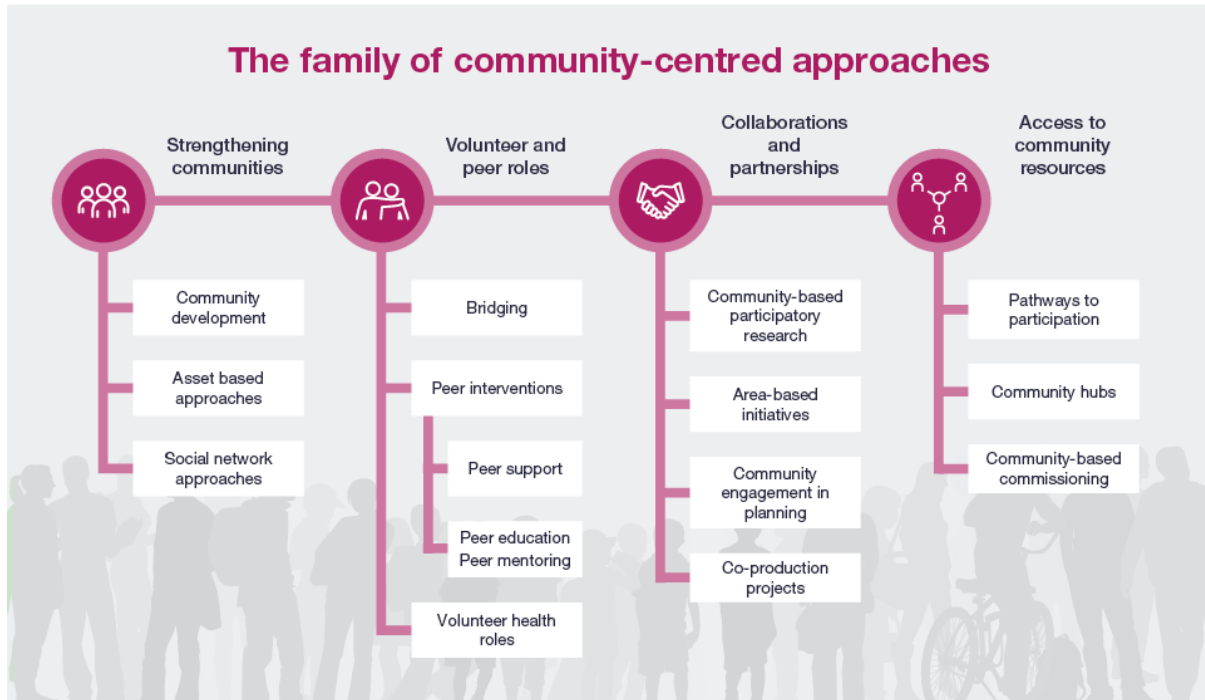 The family of community-centred approaches
Strengthening
communities
Community
development
Asset based
approaches
Social network
approaches
Volunteer and
peer roles
Bridging
Peer interventions
Peer support
Peer education
Peer mentoring
Volunteer health
roles
Collaborations
and
partnerships
Community-based
participatory
research
Area-based
initiatives
Community
engagement in
planning
Co-production
projects
Access to
community
resources
Pathways to
participation
Community hubs
Community-based
commissioning